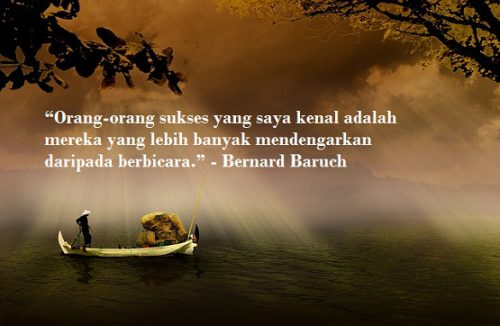 “Orang-orang sukses yang saya kenal adalah
mereka yang lebih banyak mendengarkan
daripada berbicara.” - Bernard Baruch